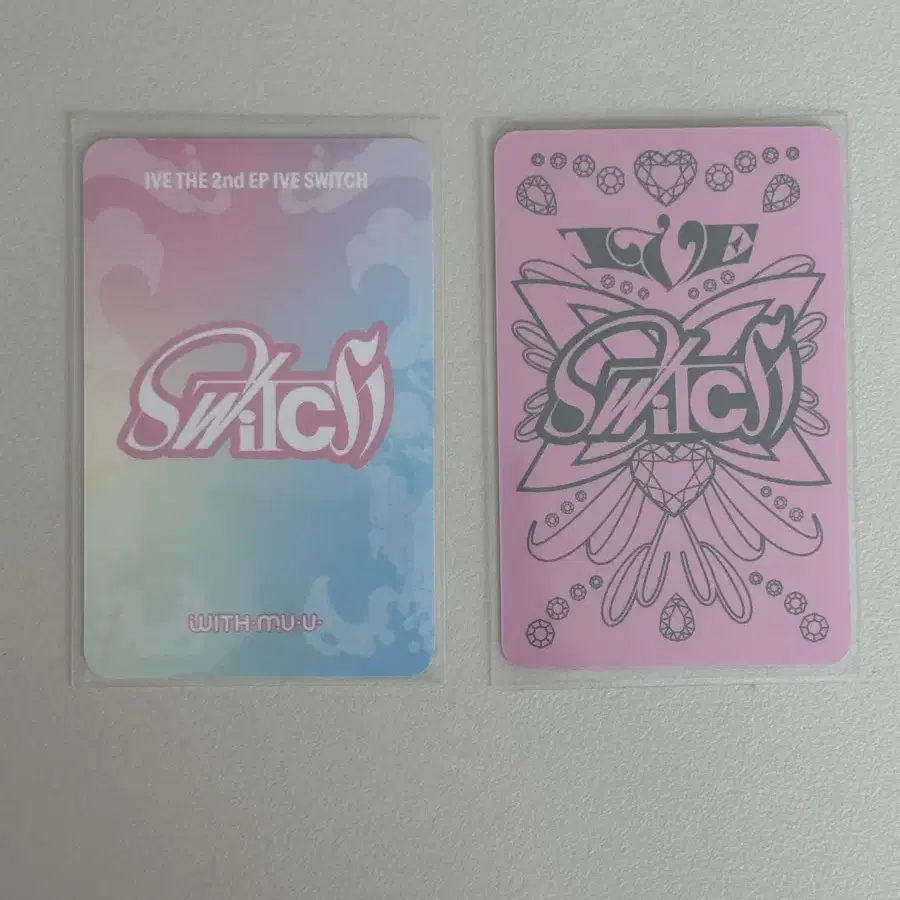 IVE THE 2nd EP IVE SWITCH
SWITCH
WITH·MU·U·
IVE
SWITCH